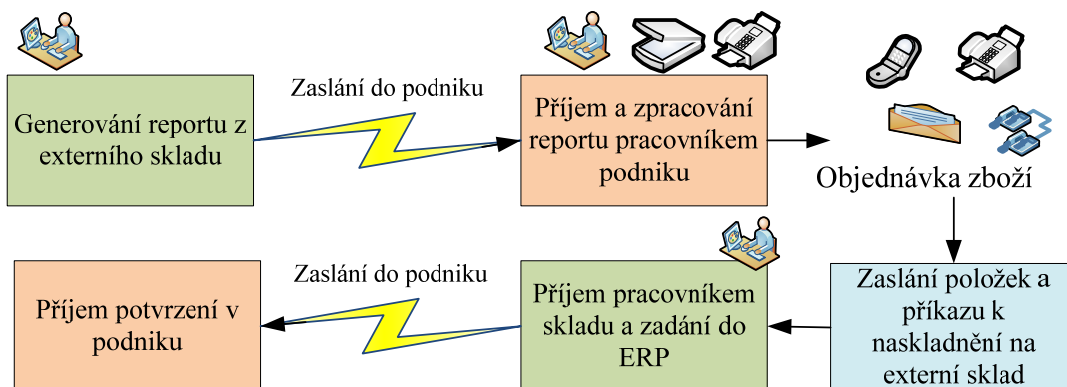 Generování reportu z
externího skladu
Zaslání do podniku
Příjem a zpracování
reportu pracovníkem
podniku
Objednávka zboží
Zaslání položek a
příkazu k
naskladnění na
externí sklad
Příjem pracovníkem
skladu a zadání do
ERP
Zaslání do podniku
Příjem potvrzení v
podniku